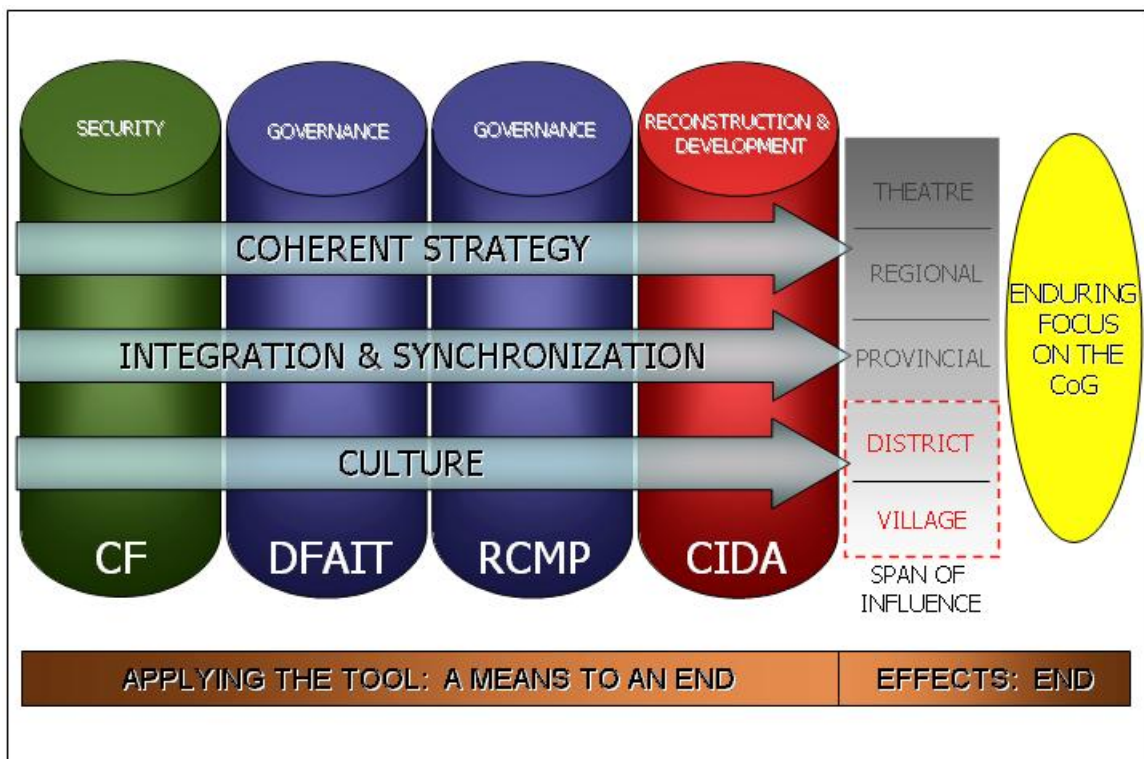 SECURITY
GOVERNANCE
GOVERNANCE
RECONSTRUCTION &
DEVELOPMENT
COHERENT STRATEGY
INTEGRATION & SYNCHRONIZATION
CULTURE
CF
DFAIT
RCMP
CIDA
THEATRE
REGIONAL
PROVINCIAL
DISTRICT
VILLAGE
SPAN OF
INFLUENCE
ENDURING
FOCUS
ON THE
CoG
APPLYING THE TOOL: A MEANS TO AN END
EFFECTS: END